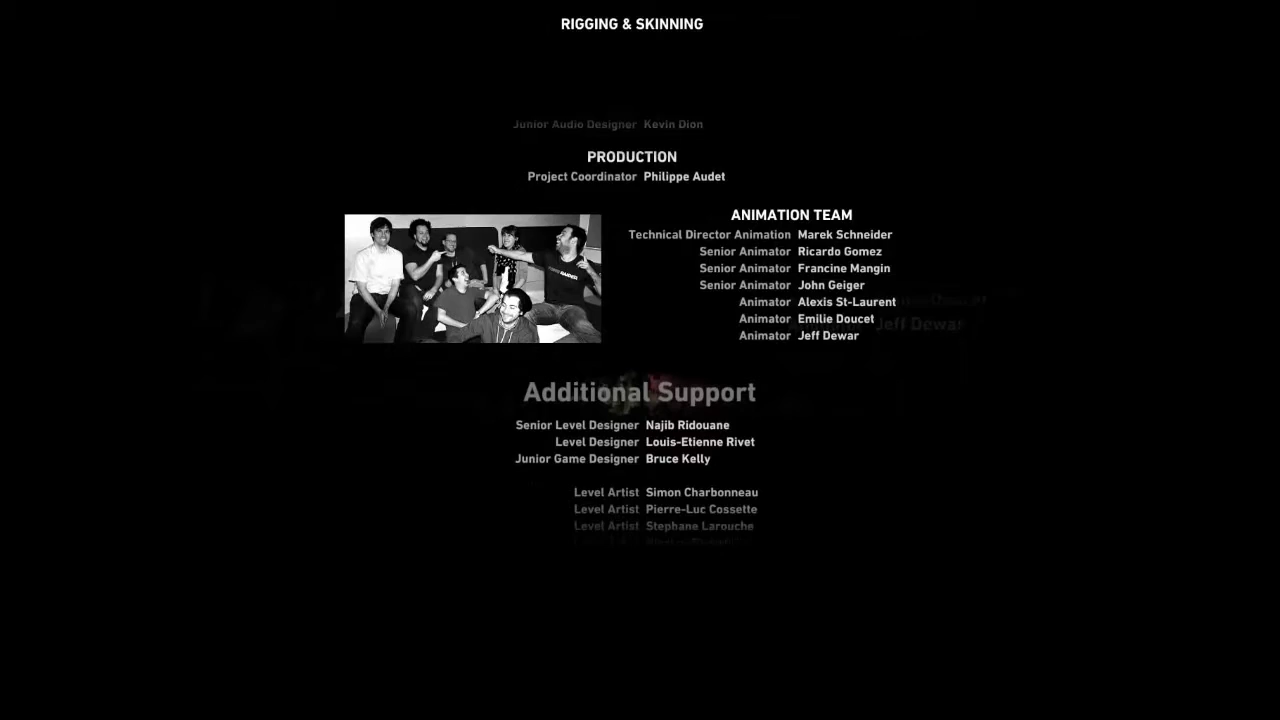 RIGGING & SKINNING
Junior Audio Designer Kevin Dion
PRODUCTION
Project Coordinator Philippe Audet
ANIMATION TEAM
Technical Director Animation Marek Schneider
Senior Animator Ricardo Gomez
Senior Animator Francine Mangin
Senior Animator John Geiger
Animator Alexis St-Laurent
Animator Emilie Doucet
Animator Jeff Dewar
Jeff Dewar
Additional Support
Senior Level Designer Najib Ridouane
Level Designer Louis-Etienne Rivet
Junior Game Designer Bruce Kelly
Level Artist Simon Charbonneau
Level Artist Pierre-Luc Cossette
Level Artist Stephane Larouche